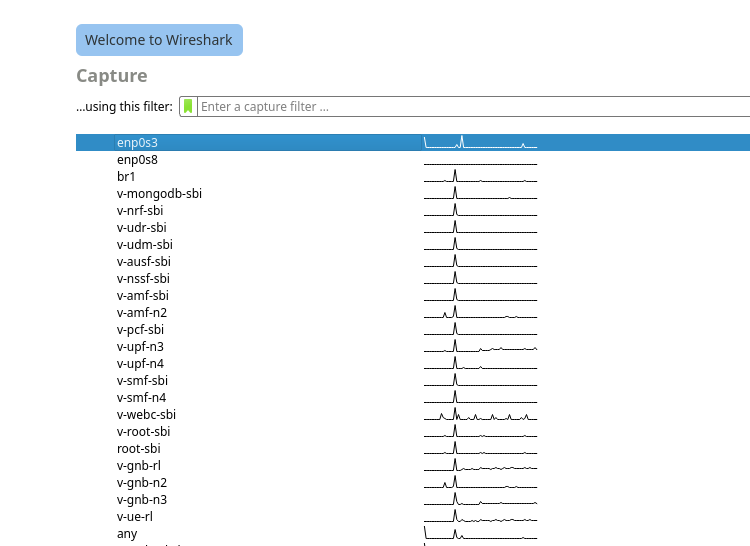 Welcome to Wireshark
Capture
...using this filter:
Enter a capture filter ...
enp0s3
enp0s8
br1
v-mongodb-sbi
v-nrf-sbi
v-udr-sbi
v-udm-sbi
v-ausf-sbi
v-nssf-sbi
v-amf-sbi
v-amf-n2
v-pcf-sbi
v-upf-n3
v-upf-n4
v-smf-sbi
v-smf-n4
v-webc-sbi
v-root-sbi
root-sbi
v-gnb-rl
v-gnb-n2
v-gnb-n3
v-ue-rl
any